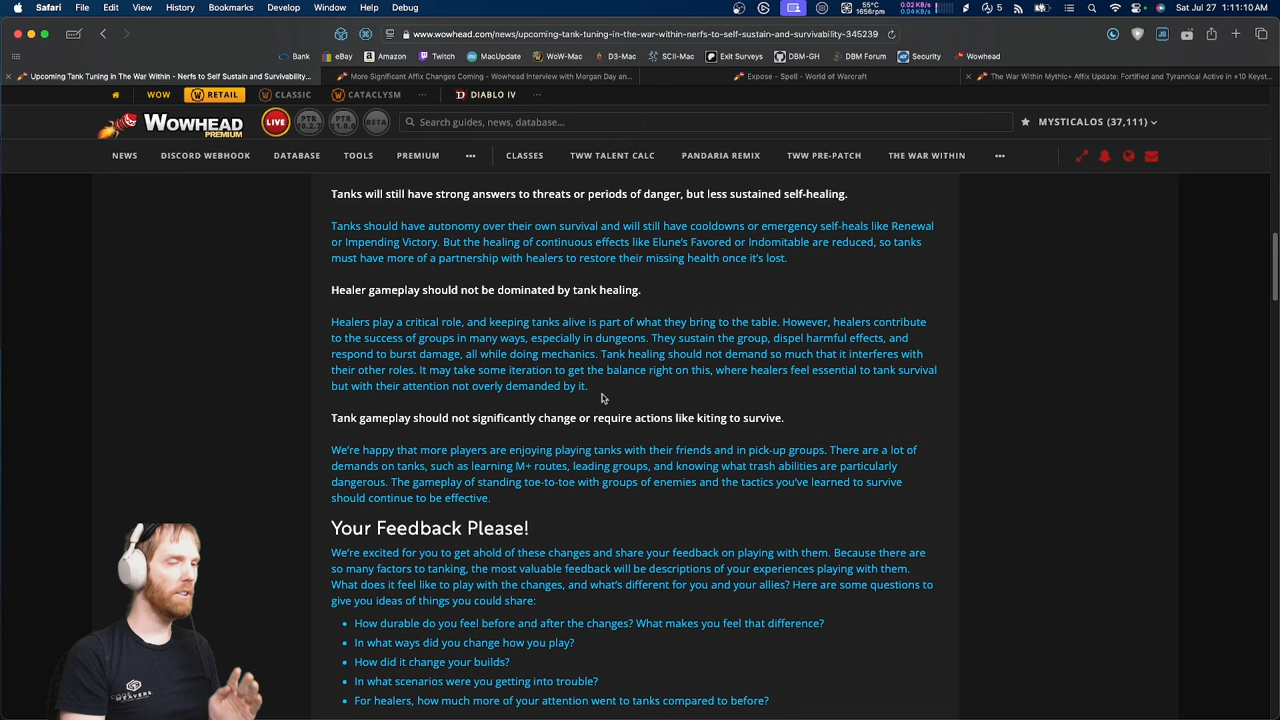 Safari File Edit View History Bookmarks Develop Window Help Debug 55°C 1656rpm 0.02 KB/s 0.04 KB/s 5 Sat Jul 27 1:11:10 AM
www.wowhead.com/news/upcoming-tank-tuning-in-the-war-within-nerfs-to-self-sustain-and-survivability-345239
Bank eBay Amazon Twitch MacUpdate WoW-Mac D3-Mac SCII-Mac Exit Surveys DBM-GH DBM Forum Security Wowhead
Upcoming Tank Tuning in The War Within - Nerfs to Self Sustain and Survivability... More Significant Affix Changes Coming - Wowhead Interview with Morgan Day an... Expose - Spell - World of Warcraft The War Within Mythic+ Affix Update: Fortified and Tyrannical Active in +10 Keyst...
WOW RETAIL CLASSIC CATACLYSM ... DIABLO IV ...
WOWHEAD PREMIUM LIVE PTR 10.2.7 PTR 11.0.0 BETA Search guides, news, database... MYSTICALOS (37,111)
NEWS DISCORD WEBHOOK DATABASE TOOLS PREMIUM ... CLASSES TWW TALENT CALC PANDARIA REMIX TWW PRE-PATCH THE WAR WITHIN ...
Tanks will still have strong answers to threats or periods of danger, but less sustained self-healing.
Tanks should have autonomy over their own survival and will still have cooldowns or emergency self-heals like Renewal
or Impending Victory. But the healing of continuous effects like Elune's Favored or Indomitable are reduced, so tanks
must have more of a partnership with healers to restore their missing health once it's lost.
Healer gameplay should not be dominated by tank healing.
Healers play a critical role, and keeping tanks alive is part of what they bring to the table. However, healers contribute
to the success of groups in many ways, especially in dungeons. They sustain the group, dispel harmful effects, and
respond to burst damage, all while doing mechanics. Tank healing should not demand so much that it interferes with
their other roles. It may take some iteration to get the balance right on this, where healers feel essential to tank survival
but with their attention not overly demanded by it.
Tank gameplay should not significantly change or require actions like kiting to survive.
We're happy that more players are enjoying playing tanks with their friends and in pick-up groups. There are a lot of
demands on tanks, such as learning M+ routes, leading groups, and knowing what trash abilities are particularly
dangerous. The gameplay of standing toe-to-toe with groups of enemies and the tactics you've learned to survive
should continue to be effective.
Your Feedback Please!
We're excited for you to get ahold of these changes and share your feedback on playing with them. Because there are
so many factors to tanking, the most valuable feedback will be descriptions of your experiences playing with them.
What does it feel like to play with the changes, and what's different for you and your allies? Here are some questions to
give you ideas of things you could share:
• How durable do you feel before and after the changes? What makes you feel that difference?
• In what ways did you change how you play?
• How did it change your builds?
• In what scenarios were you getting into trouble?
• For healers, how much more of your attention went to tanks compared to before?